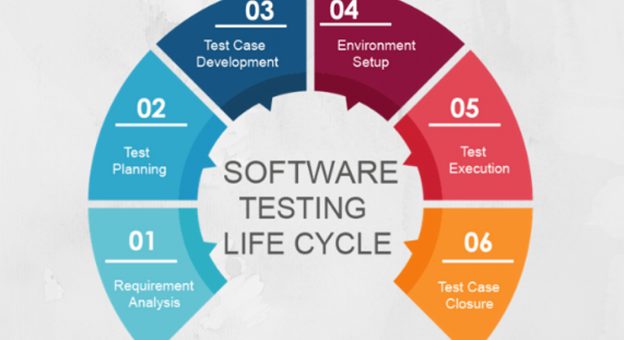 03
Test Case
Development
04
Environment
Setup
02
Test
Planning
05
Test
Execution
SOFTWARE
TESTING
LIFE CYCLE
01
Requirement
Analysis
06
Test Case
Closure